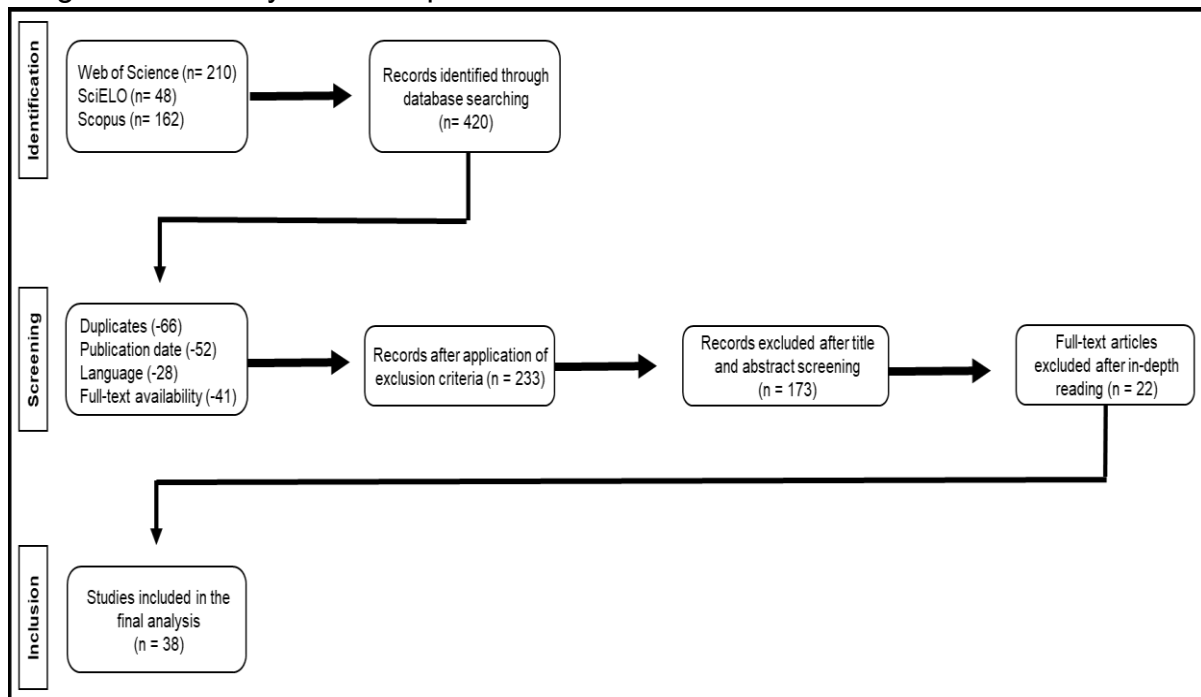 Identification
Web of Science (n= 210)
SciELO (n= 48)
Scopus (n= 162)
Records identified through
database searching
(n= 420)
Screening
Duplicates (-66)
Publication date (-52)
Language (-28)
Full-text availability (-41)
Records after application of
exclusion criteria (n = 233)
Records excluded after title
and abstract screening
(n = 173)
Full-text articles
excluded after in-depth
reading (n = 22)
Inclusion
Studies included in the
final analysis
(n = 38)